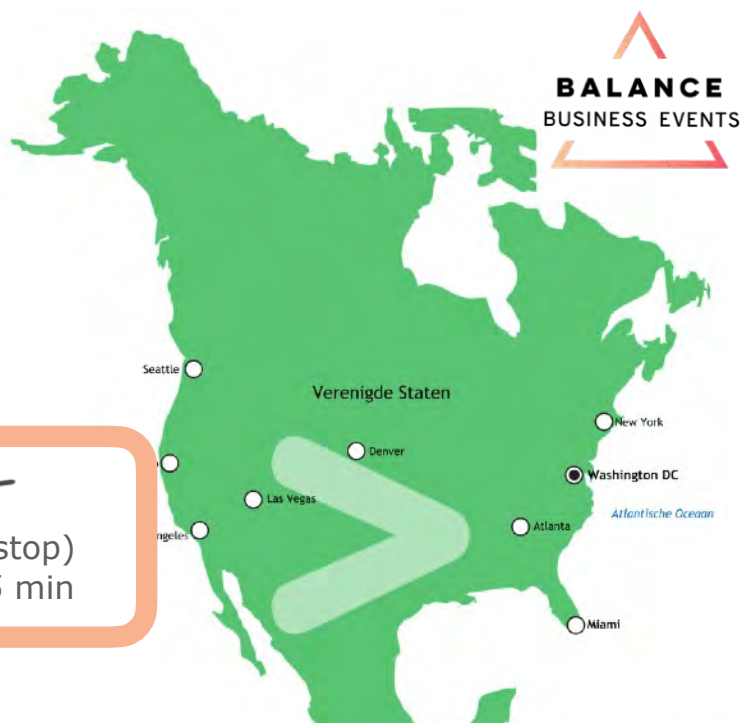 BALANCE
BUSINESS EVENTS
Seattle
Verenigde Staten
New York
Denver
Washington DC
Las Vegas
Atlantische Oceaan
Atlanta
ngeles
stop)
min
Miami